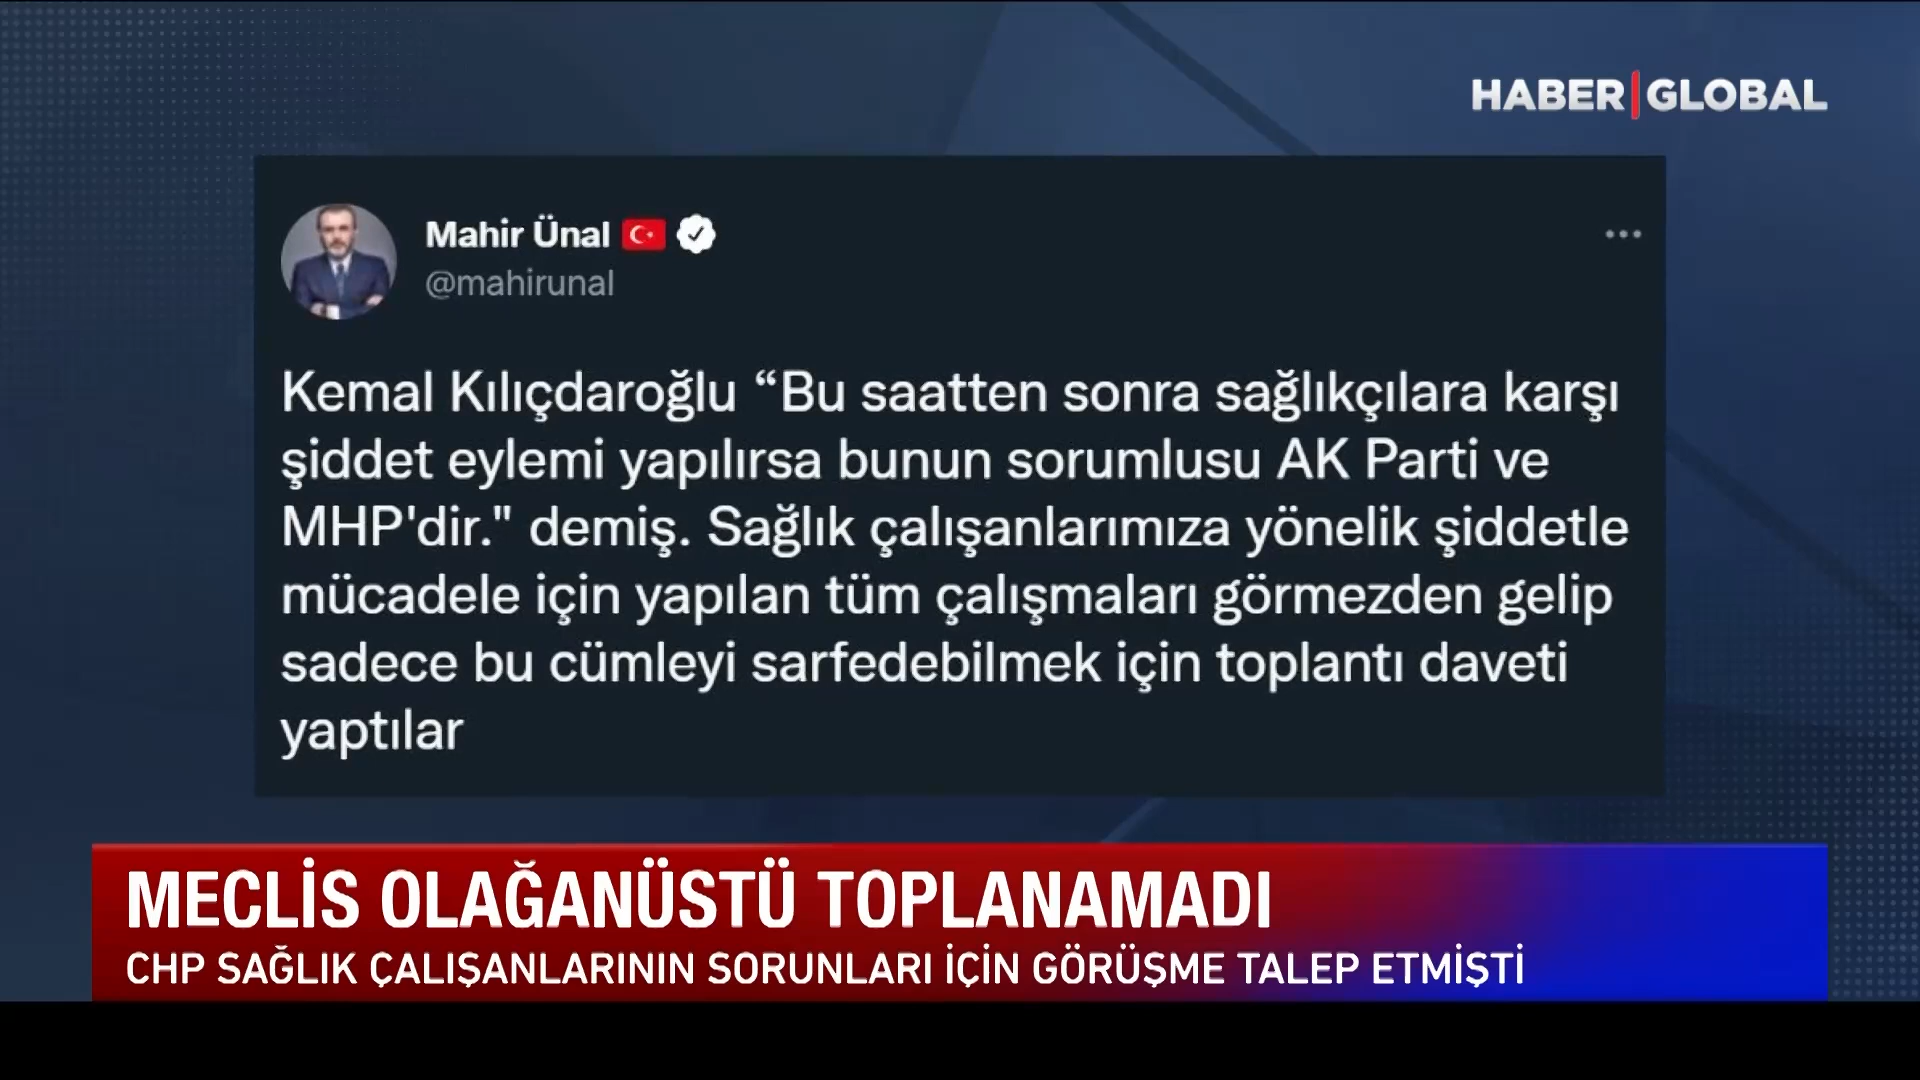 HABER GLOBAL
Mahir Ünal
@mahirunal
Kemal Kılıçdaroğlu “Bu saatten sonra sağlıkçılara karşı
şiddet eylemi yapılırsa bunun sorumlusu AK Parti ve
MHP'dir." demiş. Sağlık çalışanlarımıza yönelik şiddetle
mücadele için yapılan tüm çalışmaları görmezden gelip
sadece bu cümleyi sarfedebilmek için toplantı daveti
yaptılar
MECLİS OLAĞANÜSTÜ TOPLANAMADI
CHP SAĞLIK ÇALIŞANLARININ SORUNLARI İÇİN GÖRÜŞME TALEP ETMİŞTİ